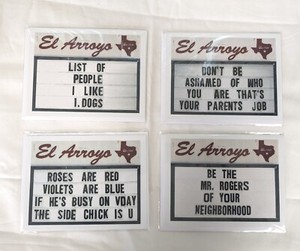 El Arroyo
LIST OF
PEOPLE
I LIKE
1.DOGS
El Arroyo
DON'T BE
ASHAMED OF WHO
YOU ARE THAT'S
YOUR PARENTS JOB
El Arroyo
ROSES ARE RED
VIOLETS ARE BLUE
IF HE'S BUSY ON VDAY
THE SIDE CHICK IS U
El Arroyo
BE THE
MR. ROGERS
OF YOUR
NEIGHBORHOOD